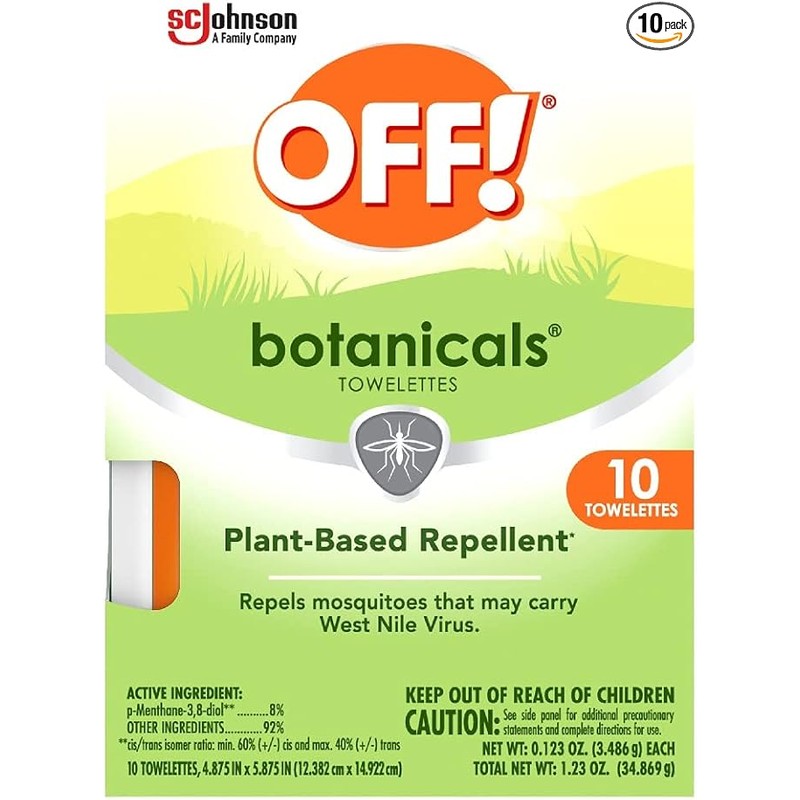 SC Johnson
A Family Company
10 pack
OFF!®
botanicals®
TOWELETTES
10
TOWELETTES
Plant-Based Repellent*
Repels mosquitoes that may carry
West Nile Virus.
ACTIVE INGREDIENT:
p-Menthane-3,8-diol** ..........8%
OTHER INGREDIENTS............92%
**cis/trans isomer ratio: min. 60% (+/-) cis and max. 40% (+/-) trans
10 TOWELETTES, 4.875 IN x 5.875 IN (12.382 cm x 14.922 cm)
KEEP OUT OF REACH OF CHILDREN
CAUTION: See side panel for additional precautionary
statements and complete directions for use.
NET WT: 0.123 OZ. (3.486 g) EACH
TOTAL NET WT: 1.23 OZ. (34.869 g)